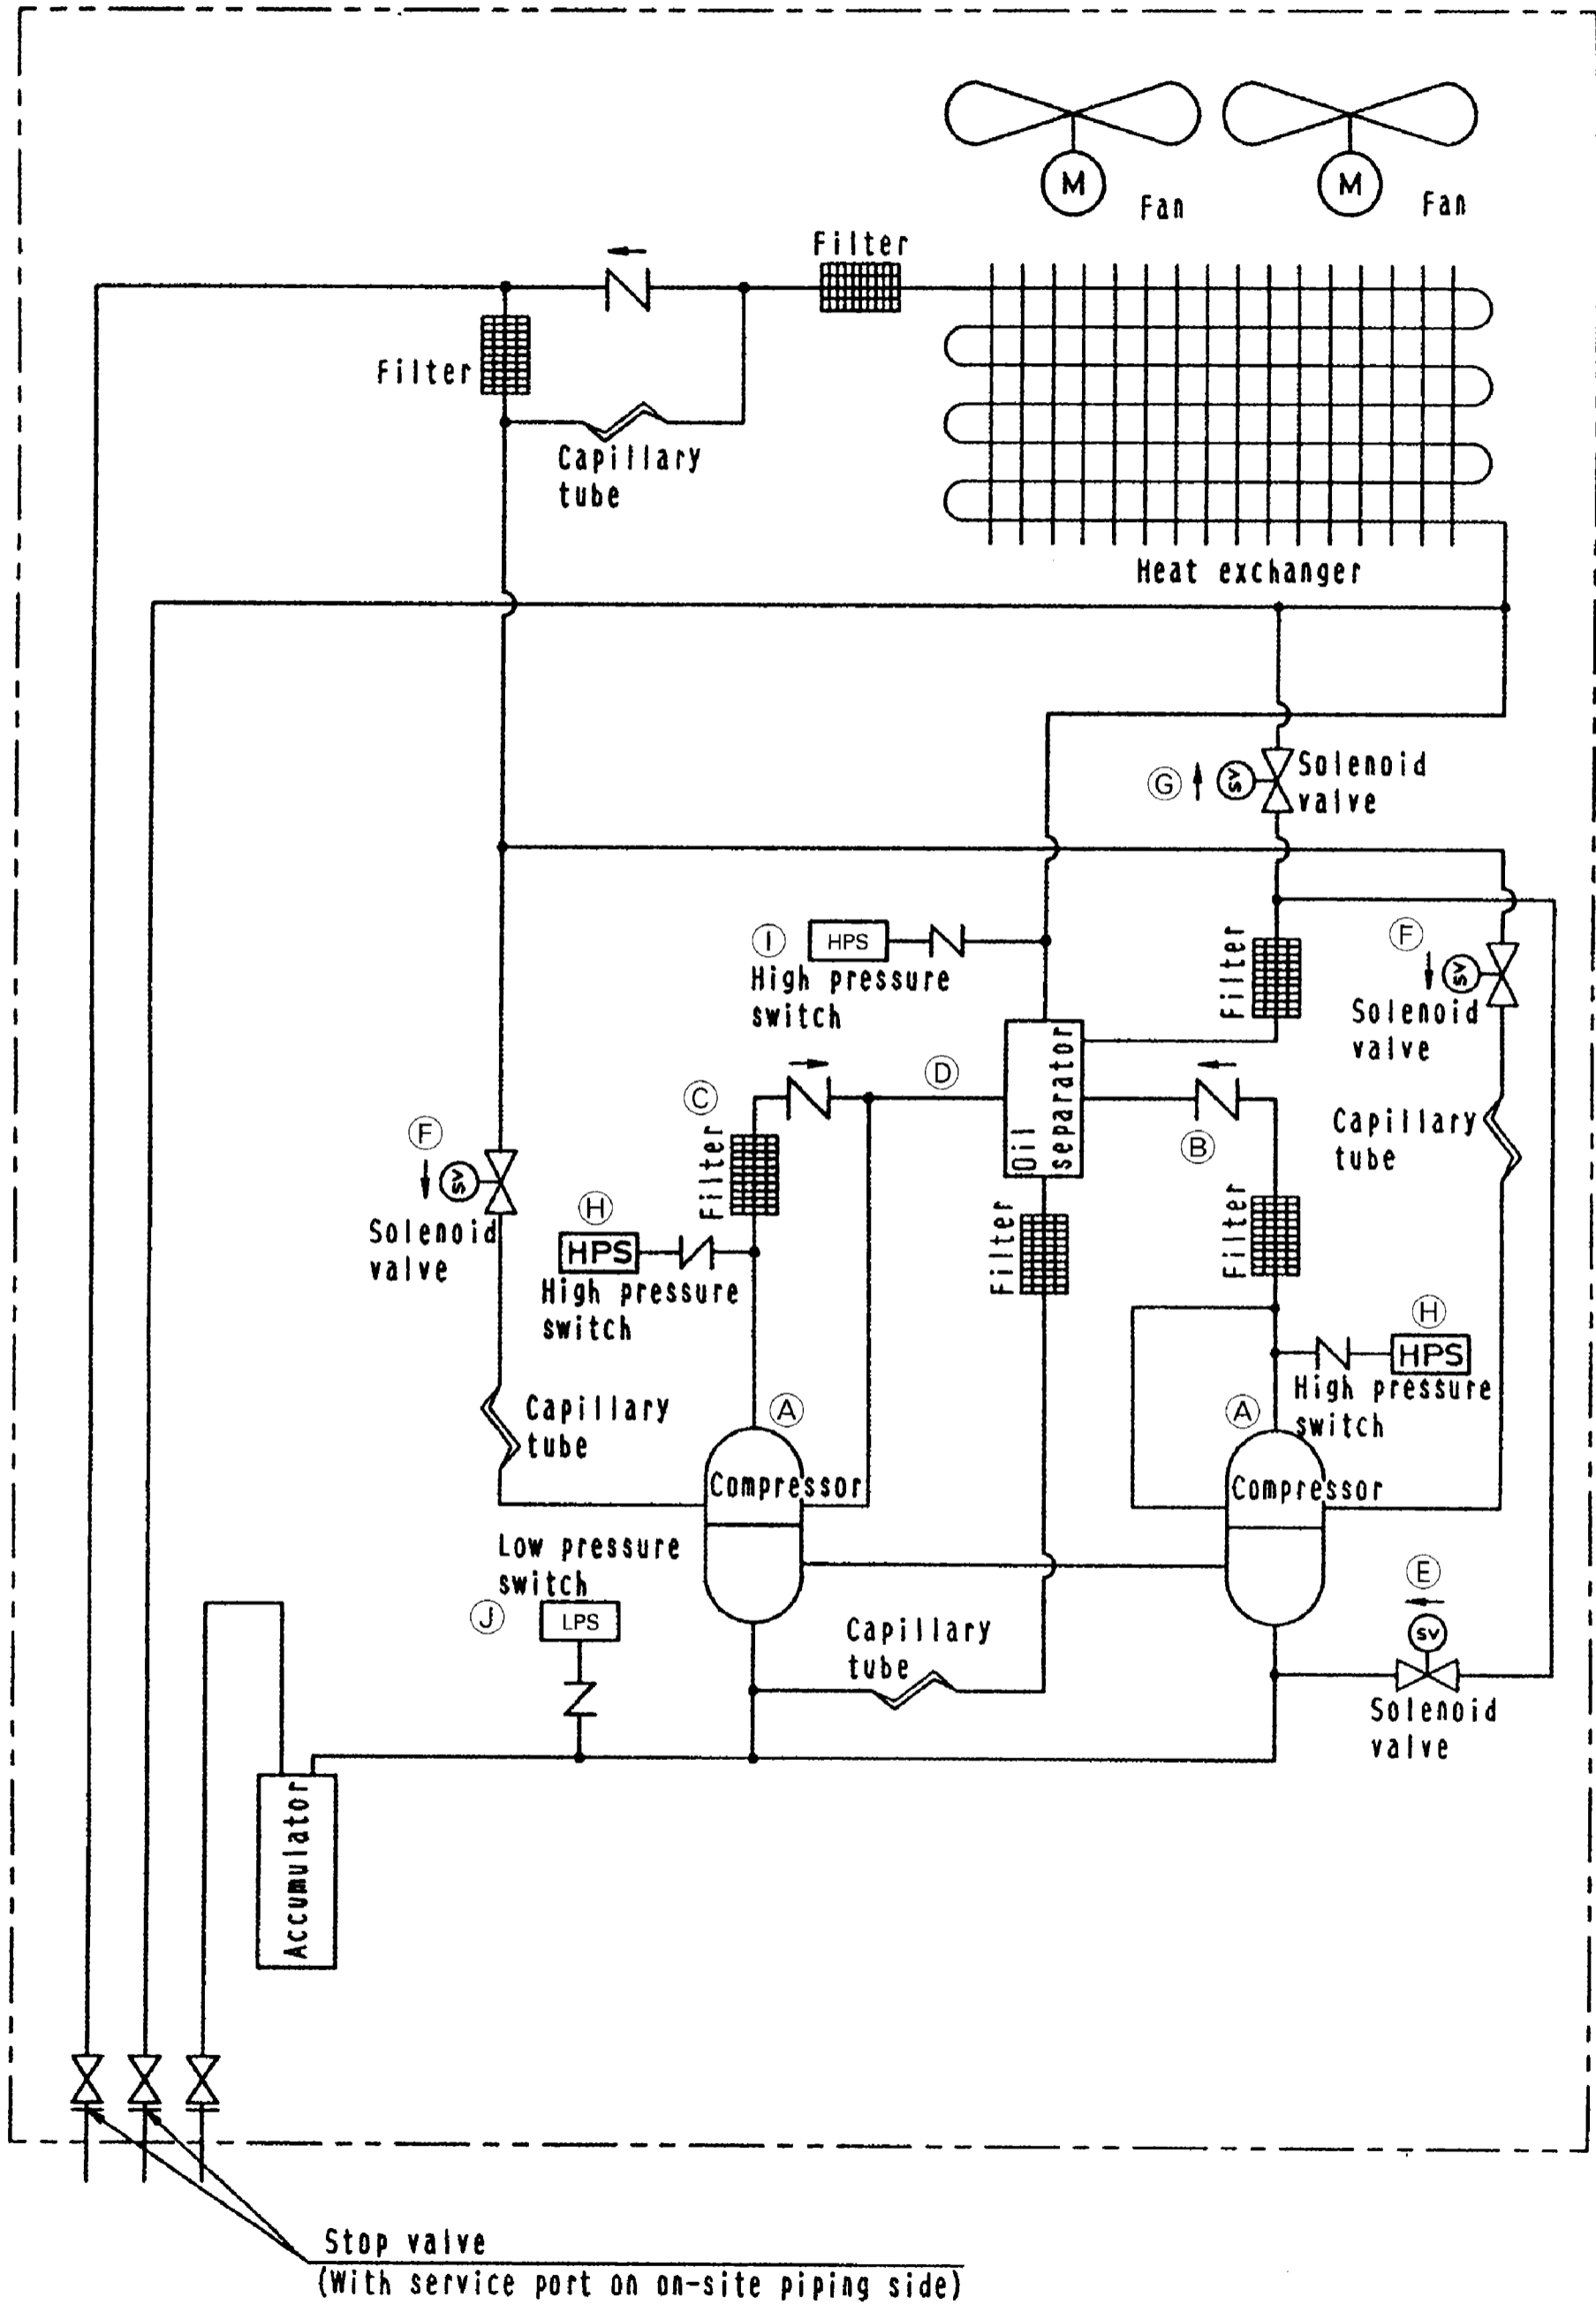 M
M
Fan
Fan
Filter
Filter
Capillary
tube
Heat exchanger
G
SV
Solenoid
valve
I
HPS
High pressure
switch
Filter
F
SV
Solenoid
valve
Oil
separator
D
C
Filter
B
Capillary
tube
F
SV
Solenoid
valve
H
HPS
High pressure
switch
Filter
Filter
H
HPS
High pressure
switch
Capillary
tube
A
Compressor
A
Compressor
Low pressure
switch
J
LPS
Capillary
tube
E
SV
Solenoid
valve
Accumulator
Stop valve
(With service port on on-site piping side)